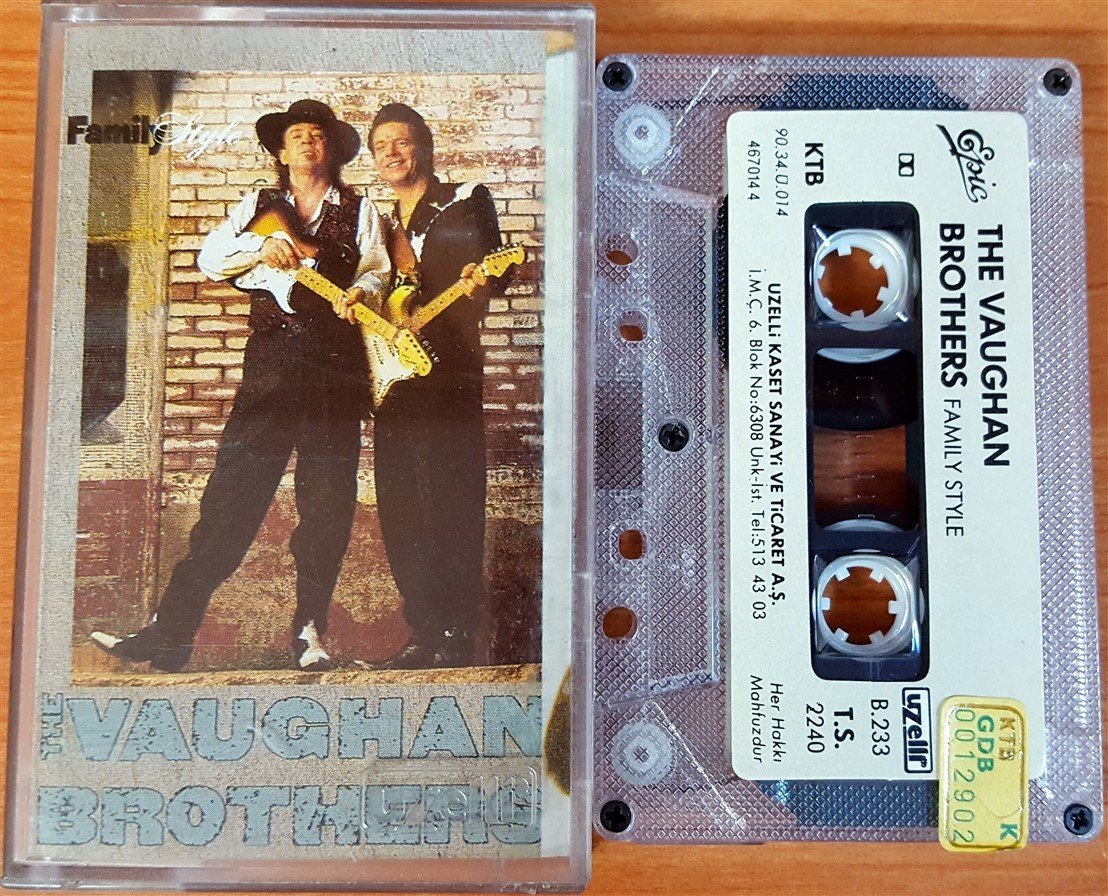 Family Style
THE VAUGHAN
BROTHERS
Epic
THE VAUGHAN
BROTHERS FAMILY STYLE
KTB
90.34.Ü.014
467014 4
UZELLİ KASET SANAYİ VE TİCARET A.Ş.
İ.M.Ç. 6. Blok No:6308 Unk-İst. Tel:513 43 03
Her Hakkı
Mahfuzdur
uzelli
B.233
T.S.
2240
KTB
GDB K
0012902